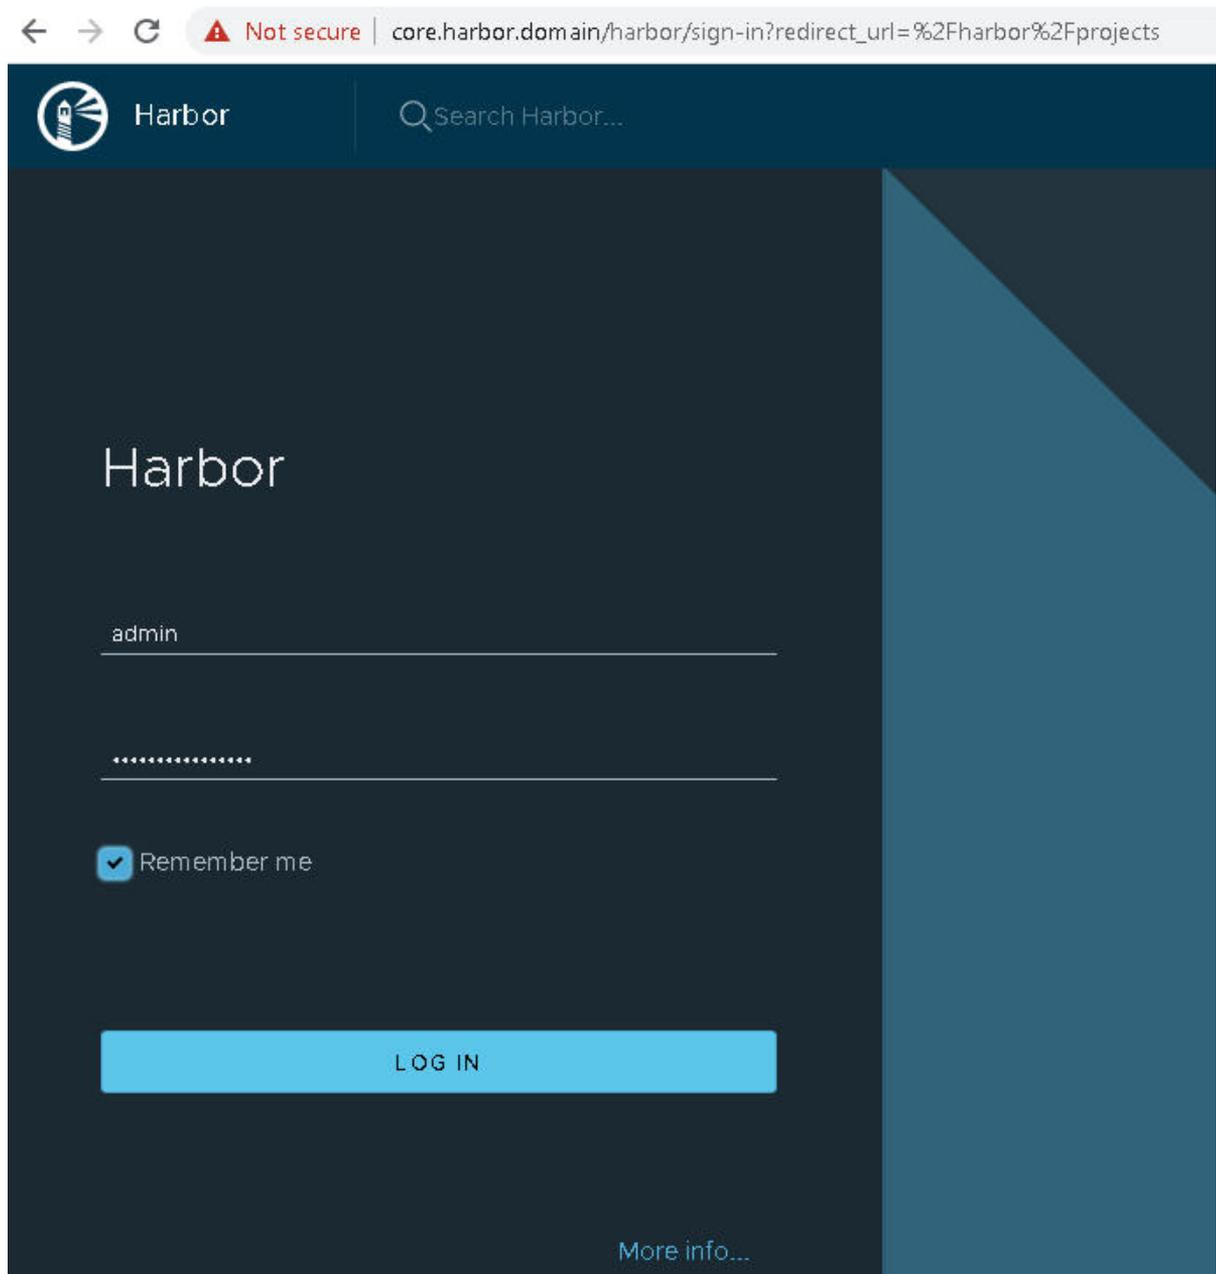 Not secure | core.harbor.domain/harbor/sign-in?redirect_url=%2Fharbor%2Fprojects
Harbor Search Harbor...
Harbor
admin
................
Remember me
LOG IN
More info...